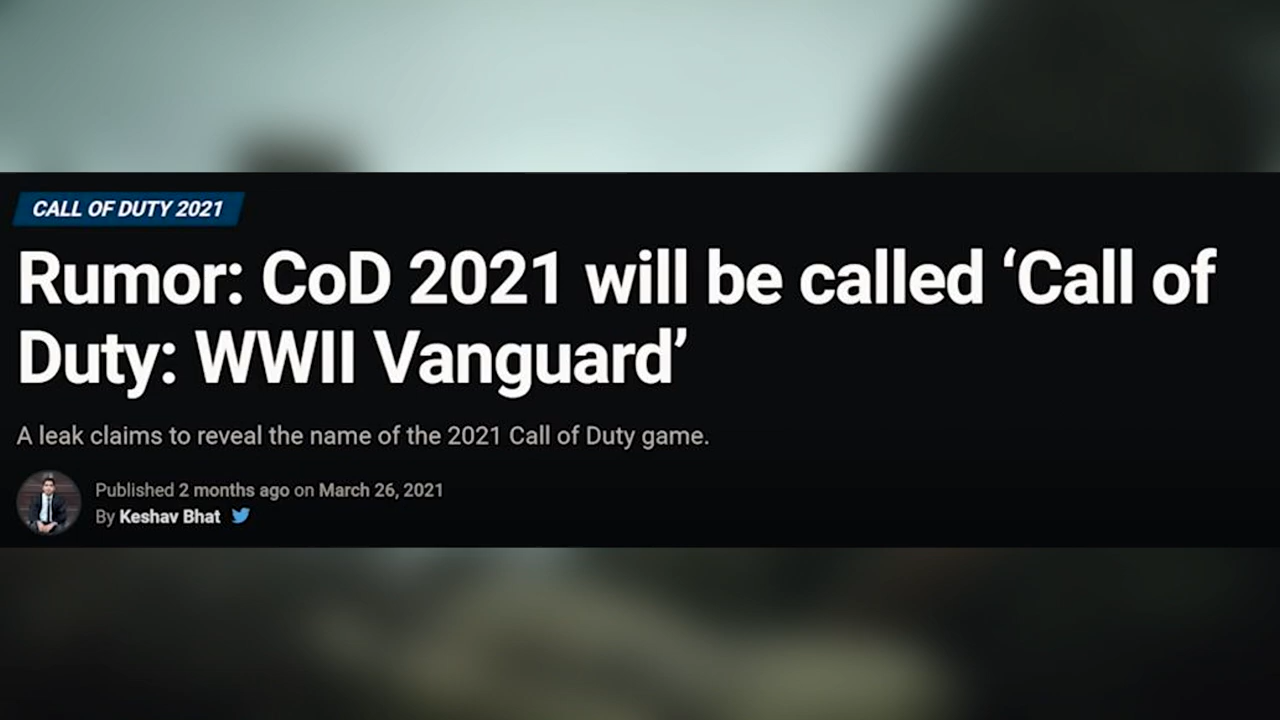 CALL OF DUTY 2021
Rumor: CoD 2021 will be called ‘Call of
Duty: WWII Vanguard’
A leak claims to reveal the name of the 2021 Call of Duty game.
Published 2 months ago on March 26, 2021
By Keshav Bhat